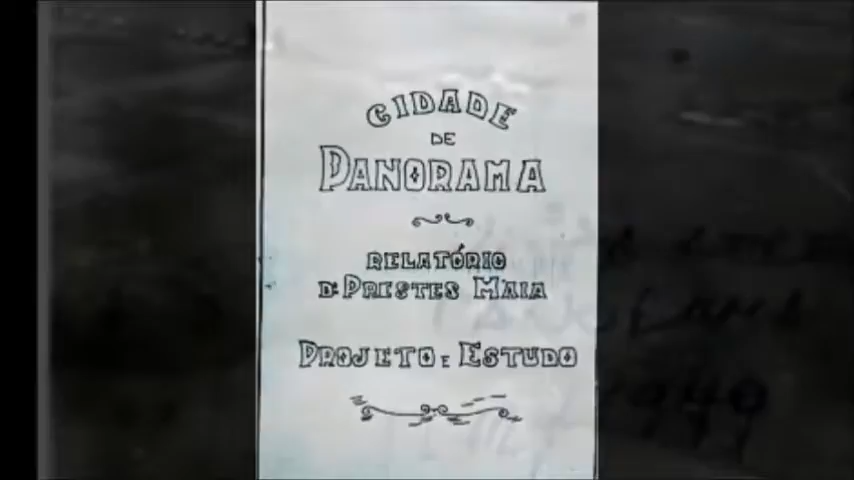 CIDADE
DE
PANORAMA
RELATÓRIO
Dr. PRESTES MAIA
PROJETO E ESTUDO